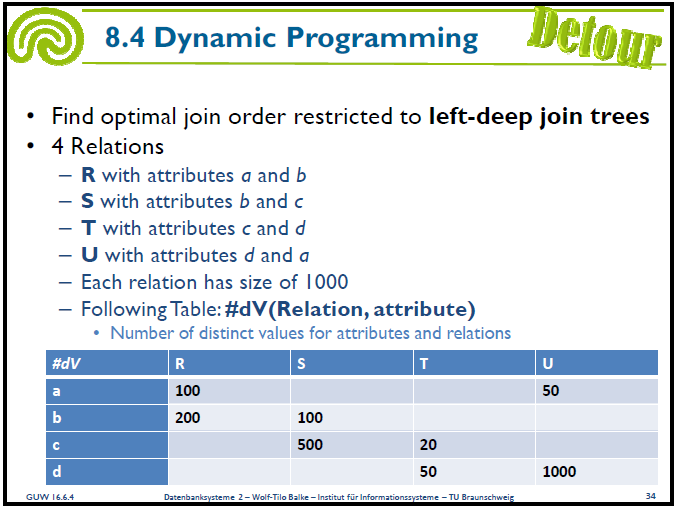 8.4 Dynamic Programming
Detour
• Find optimal join order restricted to left-deep join trees
• 4 Relations
– R with attributes a and b
– S with attributes b and c
– T with attributes c and d
– U with attributes d and a
– Each relation has size of 1000
– Following Table: #dV(Relation, attribute)
• Number of distinct values for attributes and relations
#dV R S T U
a 100 50
b 200 100
c 500 20
d 50 1000
GUW 16.6.4 Datenbanksysteme 2 – Wolf-Tilo Balke – Institut für Informationssysteme – TU Braunschweig 34